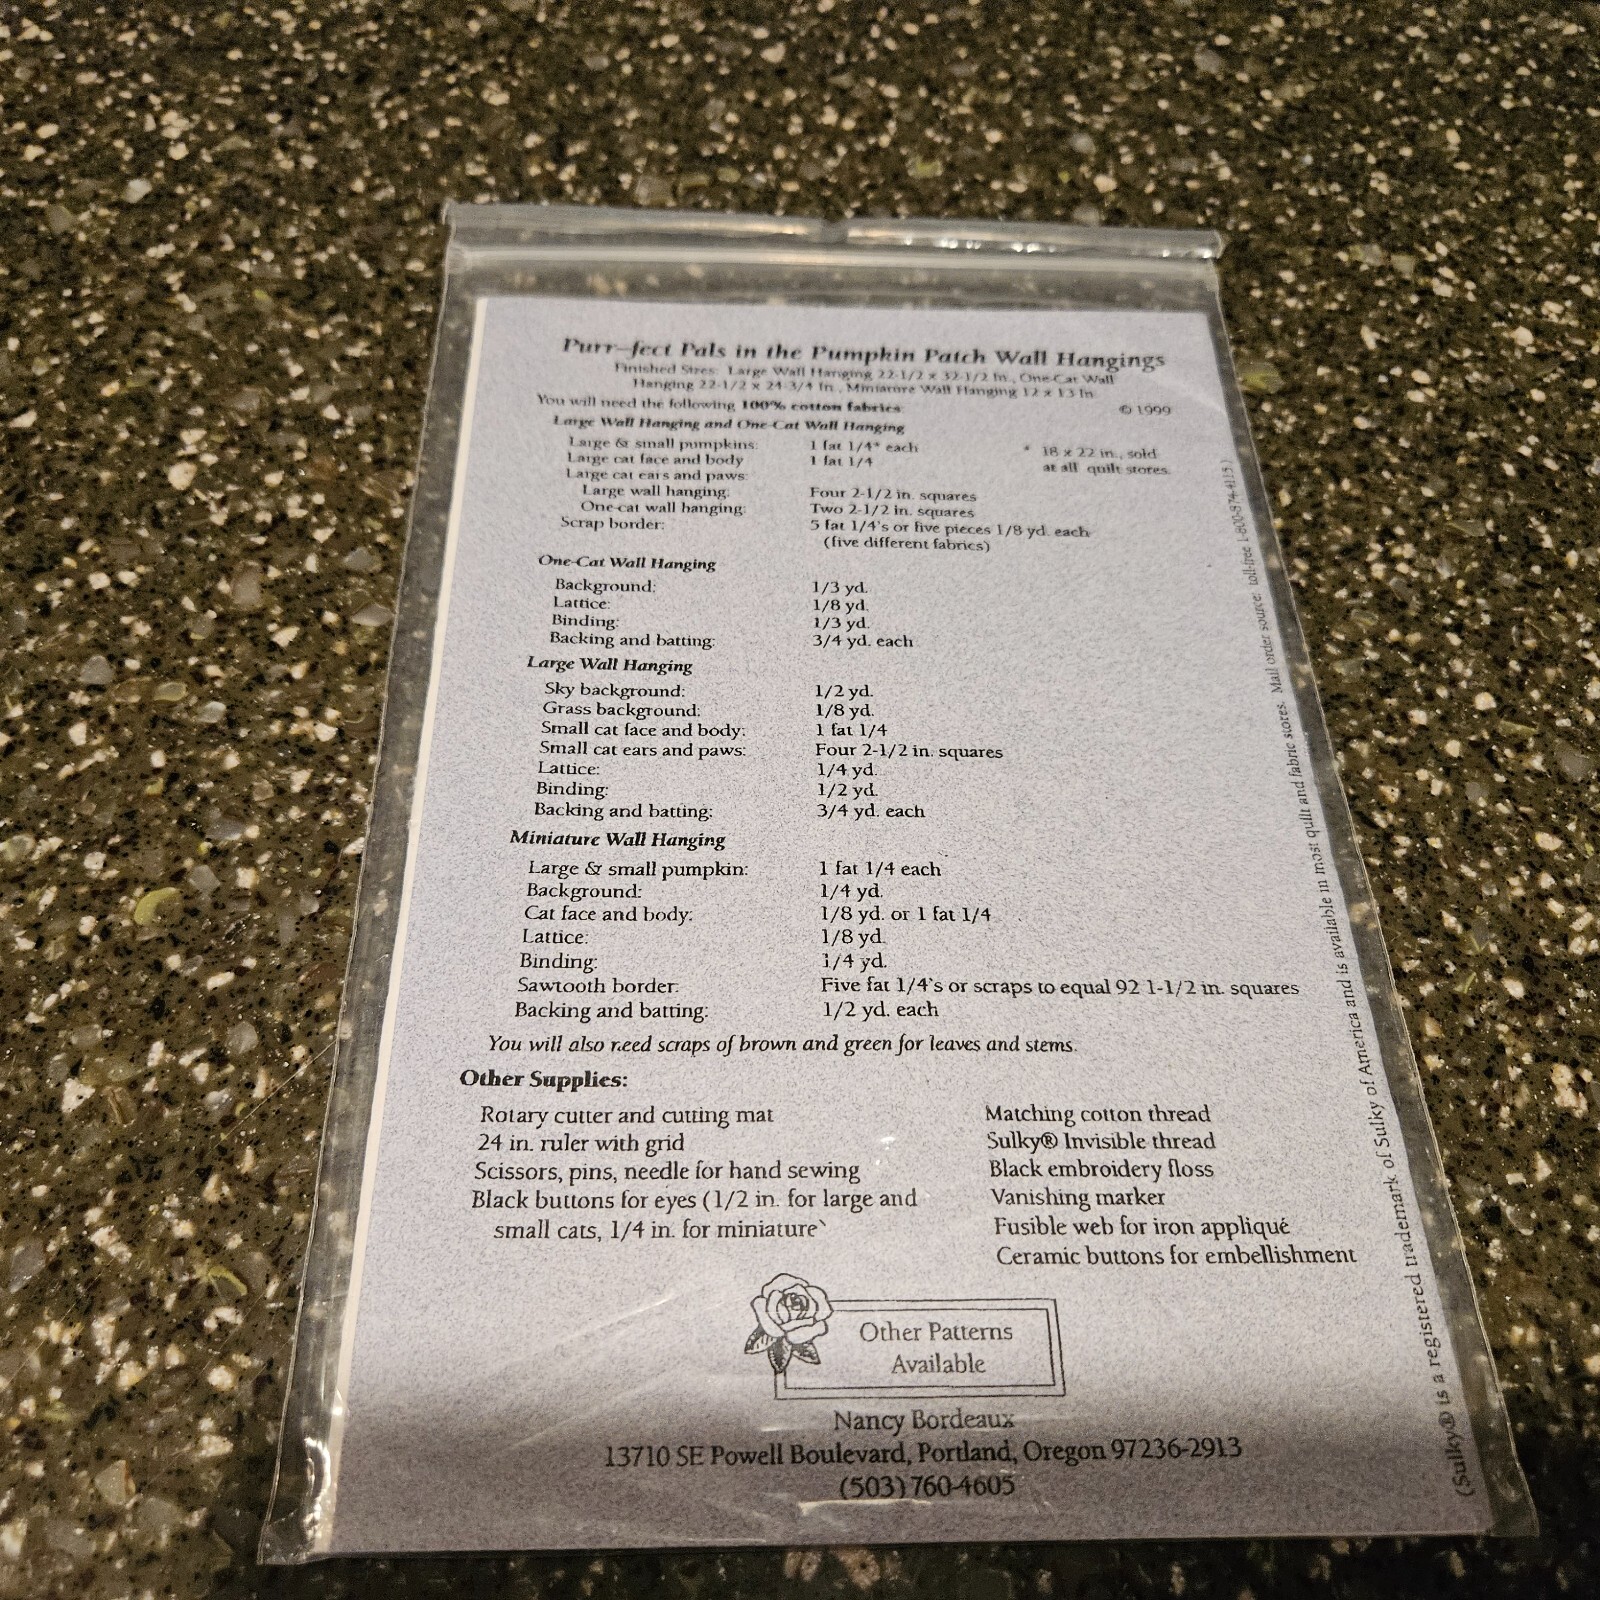 Purr-fect Pals in the Pumpkin Patch Wall Hangings
Finished Sizes: Large Wall Hanging 22-1/2 x 32-1/2 in., One-Cat Wall
Hanging 22-1/2 x 24-3/4 in., Miniature Wall Hanging 12 x 13 in.
You will need the following 100% cotton fabrics: © 1999
Large Wall Hanging and One-Cat Wall Hanging
Large & small pumpkins: 1 fat 1/4* each * 18 x 22 in., sold
Large cat face and body 1 fat 1/4 at all quilt stores.
Large cat ears and paws:
Large wall hanging: Four 2-1/2 in. squares
One-cat wall hanging: Two 2-1/2 in. squares
Scrap border: 5 fat 1/4's or five pieces 1/8 yd. each
(five different fabrics)
One-Cat Wall Hanging
Background: 1/3 yd.
Lattice: 1/8 yd.
Binding: 1/3 yd.
Backing and batting: 3/4 yd. each
Large Wall Hanging
Sky background: 1/2 yd.
Grass background: 1/8 yd.
Small cat face and body: 1 fat 1/4
Small cat ears and paws: Four 2-1/2 in. squares
Lattice: 1/4 yd.
Binding: 1/2 yd.
Backing and batting: 3/4 yd. each
Miniature Wall Hanging
Large & small pumpkin: 1 fat 1/4 each
Background: 1/4 yd.
Cat face and body: 1/8 yd. or 1 fat 1/4
Lattice: 1/8 yd.
Binding: 1/4 yd.
Sawtooth border: Five fat 1/4's or scraps to equal 92 1-1/2 in. squares
Backing and batting: 1/2 yd. each
You will also need scraps of brown and green for leaves and stems.
Other Supplies:
Rotary cutter and cutting mat
24 in. ruler with grid
Scissors, pins, needle for hand sewing
Black buttons for eyes (1/2 in. for large and
small cats, 1/4 in. for miniature)
Matching cotton thread
Sulky® Invisible thread
Black embroidery floss
Vanishing marker
Fusible web for iron appliqué
Ceramic buttons for embellishment
Other Patterns
Available
Nancy Bordeaux
13710 SE Powell Boulevard, Portland, Oregon 97236-2913
(503) 760-4605
(Sulky® is a registered trademark of Sulky of America and is available in most quilt and fabric stores. Mail order source: toll-free 1-800-874-4115.)